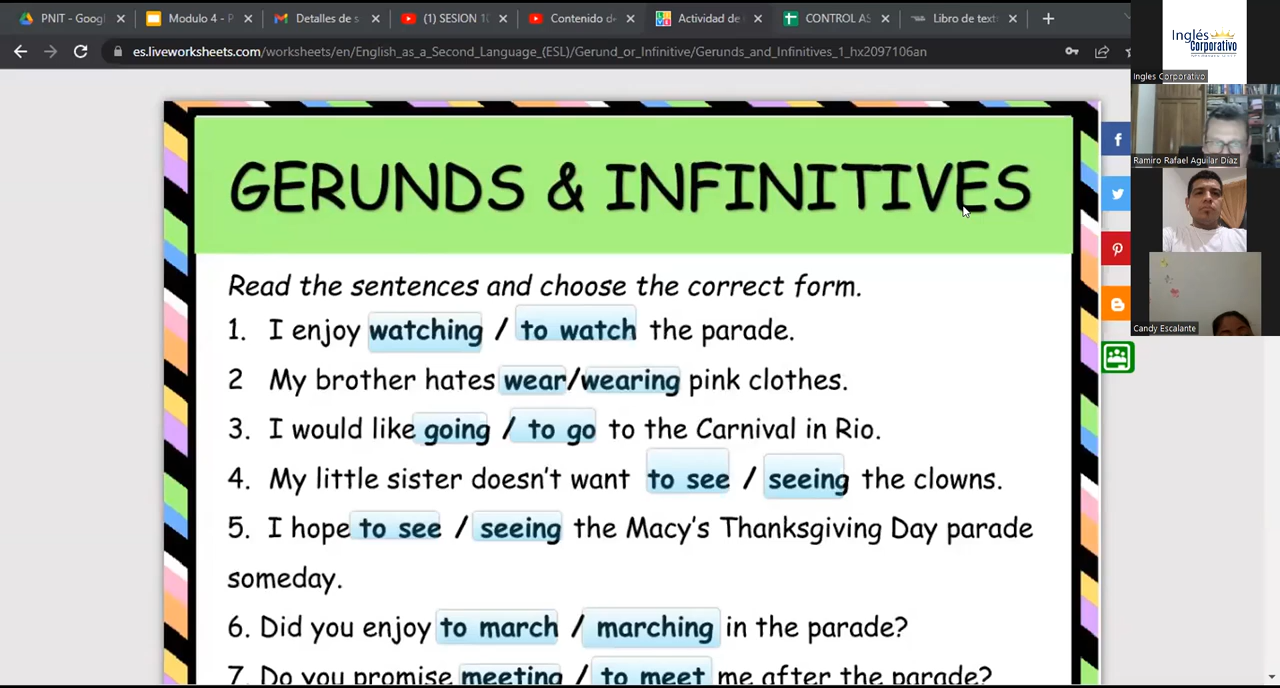 PNIT - Googl
Modulo 4 - P
Detalles de s
(1) SESION 10
Contenido d
Actividad de
CONTROL AS
Libro de text
es.liveworksheets.com/worksheets/en/English_as_a_Second_Language_(ESL)/Gerund_or_Infinitive/Gerunds_and_Infinitives_1_hx2097106an
Inglés
Corporativo
Ingles Corporativo
Ramiro Rafael Aguilar Díaz
Candy Escalante
GERUNDS & INFINITIVES
Read the sentences and choose the correct form.
1. I enjoy watching / to watch the parade.
2 My brother hates wear/wearing pink clothes.
3. I would like going / to go to the Carnival in Rio.
4. My little sister doesn't want to see / seeing the clowns.
5. I hope to see / seeing the Macy's Thanksgiving Day parade
someday.
6. Did you enjoy to march / marching in the parade?
7. Do you promise meeting / to meet me after the parade?